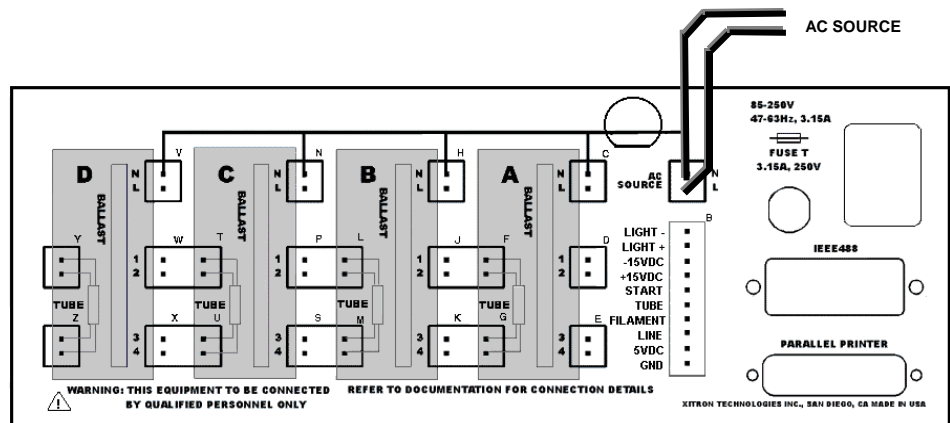 AC SOURCE
85-250V
47-63Hz, 3.15A
FUSE T
3.15A, 250V
D
BALLAST
V
N
L
C
BALLAST
N
N
L
B
BALLAST
H
N
L
A
BALLAST
C
N
L
AC
SOURCE
N
L
Y
W
T
P
L
J
F
D
1
2
1
2
1
2
1
2
TUBE
TUBE
TUBE
TUBE
Z
X
U
S
M
K
G
E
3
4
3
4
3
4
3
4
B
LIGHT -
LIGHT +
-15VDC
+15VDC
START
TUBE
FILAMENT
LINE
5VDC
GND
IEEE488
PARALLEL PRINTER
WARNING: THIS EQUIPMENT TO BE CONNECTED
BY QUALIFIED PERSONNEL ONLY
REFER TO DOCUMENTATION FOR CONNECTION DETAILS
XITRON TECHNOLOGIES INC., SAN DIEGO, CA MADE IN USA